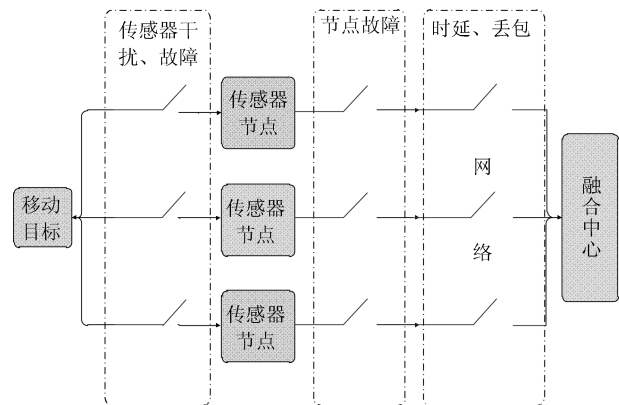 传感器干
扰、故障
节点故障
时延、丢包
传感器
节点
移动
目标
传感器
节点
传感器
节点
网
络
融
合
中
心